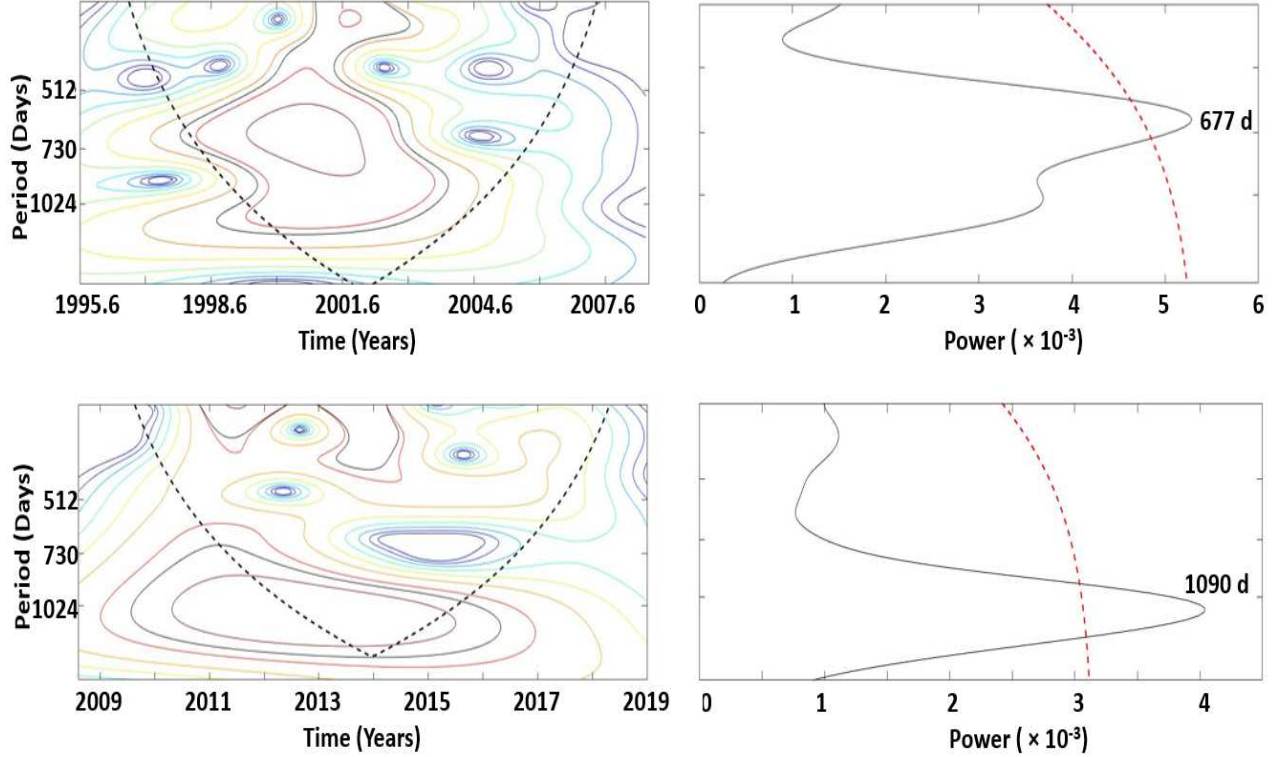 Period (Days)
512
730
1024
1995.6 1998.6 2001.6 2004.6 2007.6
Time (Years)
677 d
0 1 2 3 4 5 6
Power ( × 10⁻³)
Period (Days)
512
730
1024
2009 2011 2013 2015 2017 2019
Time (Years)
1090 d
0 1 2 3 4
Power ( × 10⁻³)